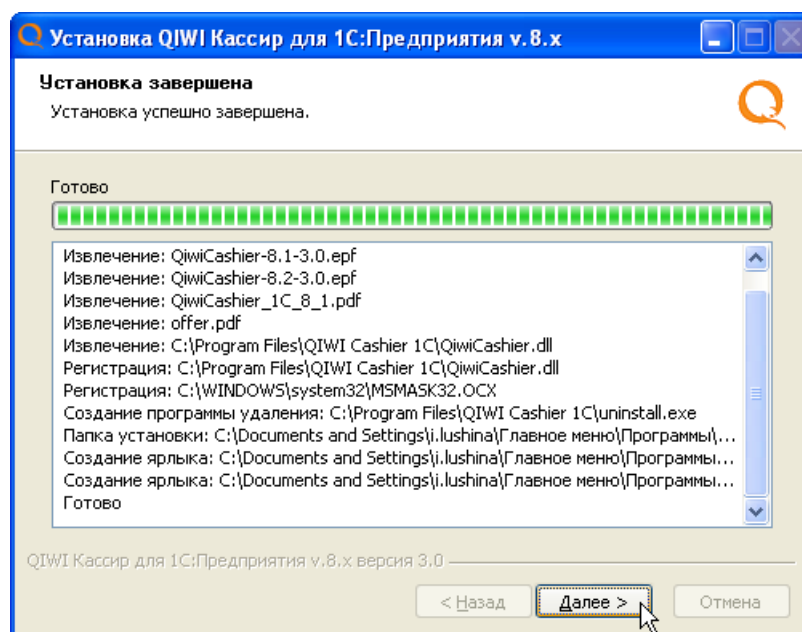 Установка QIWI Кассир для 1С:Предприятия v.8.x
Установка завершена
Установка успешно завершена.
Готово
Извлечение: QiwiCashier-8.1-3.0.epf
Извлечение: QiwiCashier-8.2-3.0.epf
Извлечение: QiwiCashier_1C_8_1.pdf
Извлечение: offer.pdf
Извлечение: C:\Program Files\QIWI Cashier 1C\QiwiCashier.dll
Регистрация: C:\Program Files\QIWI Cashier 1C\QiwiCashier.dll
Регистрация: C:\WINDOWS\system32\MSMASK32.OCX
Создание программы удаления: C:\Program Files\QIWI Cashier 1C\uninstall.exe
Папка установки: C:\Documents and Settings\i.lushina\Главное меню\Программы\...
Создание ярлыка: C:\Documents and Settings\i.lushina\Главное меню\Программы...
Создание ярлыка: C:\Documents and Settings\i.lushina\Главное меню\Программы...
Готово
QIWI Кассир для 1С:Предприятия v.8.x версия 3.0
< Назад Далее > Отмена